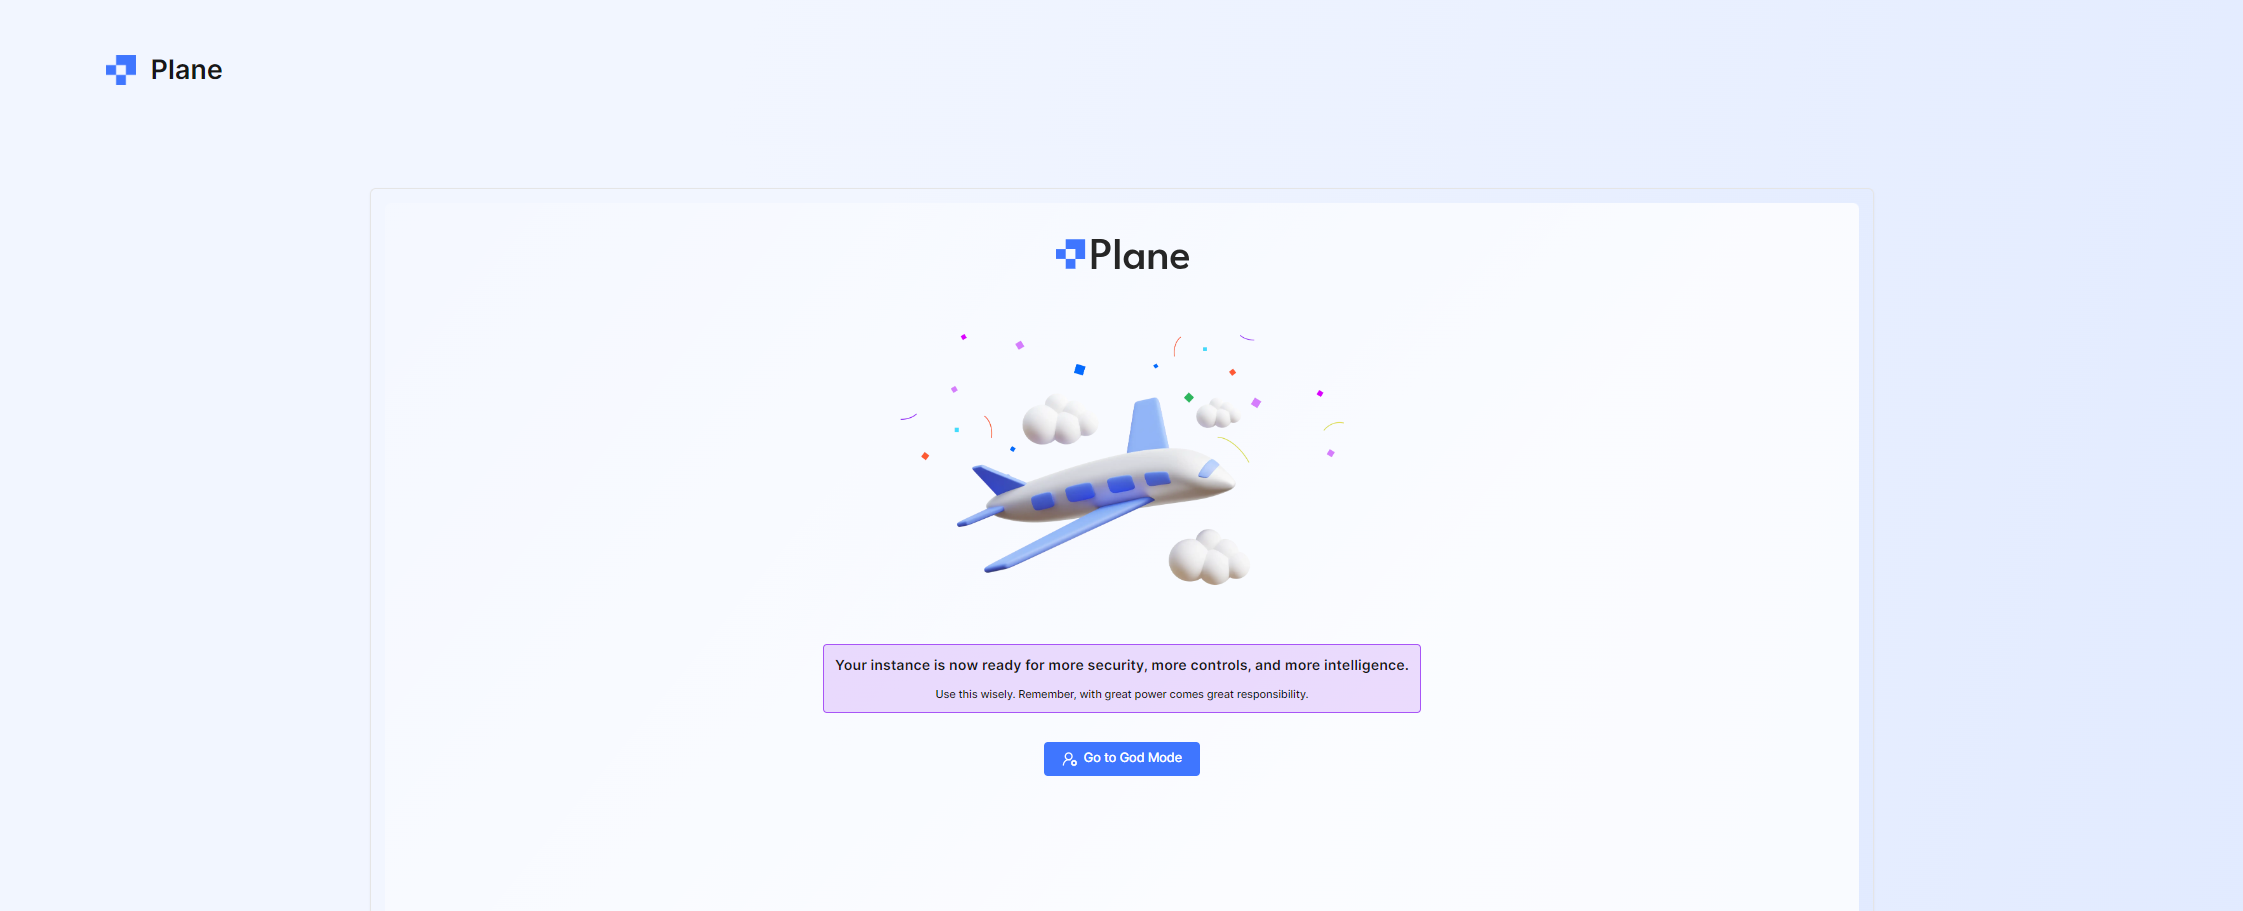 Plane
Plane
Your instance is now ready for more security, more controls, and more intelligence.
Use this wisely. Remember, with great power comes great responsibility.
Go to God Mode